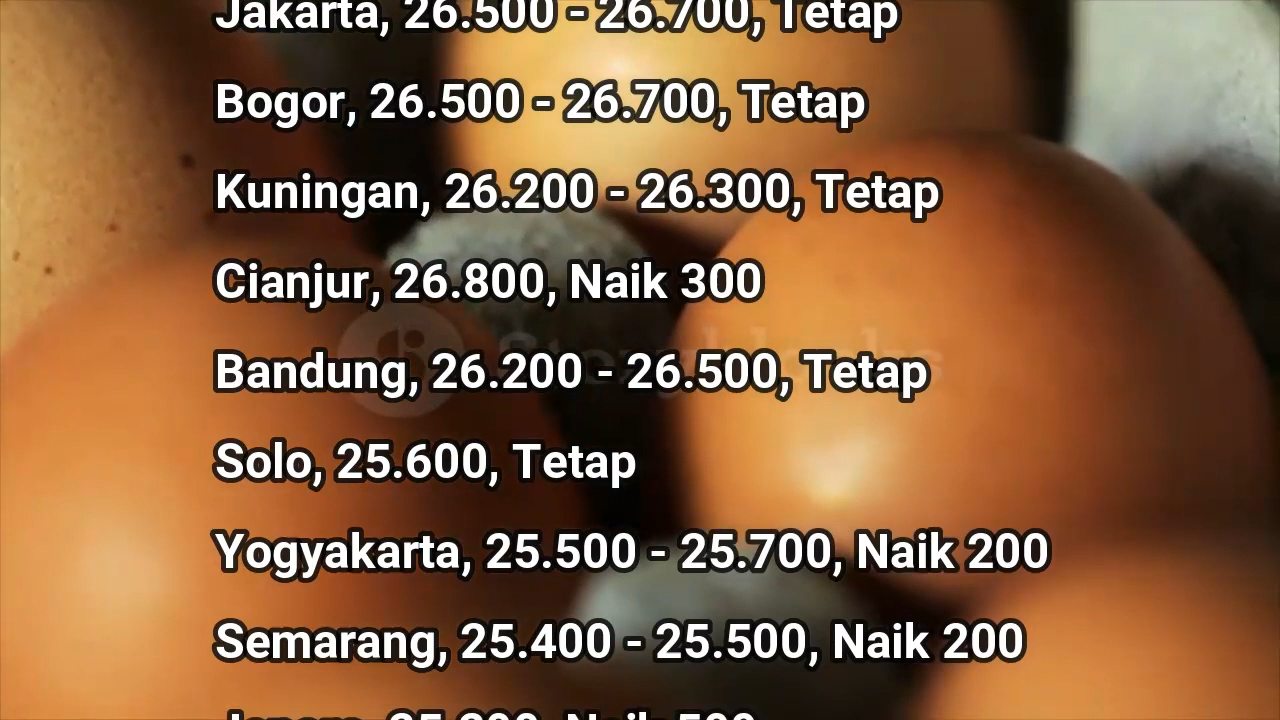 Jakarta, 26.500 - 26.700, Tetap
Bogor, 26.500 - 26.700, Tetap
Kuningan, 26.200 - 26.300, Tetap
Cianjur, 26.800, Naik 300
Bandung, 26.200 - 26.500, Tetap
Solo, 25.600, Tetap
Yogyakarta, 25.500 - 25.700, Naik 200
Semarang, 25.400 - 25.500, Naik 200